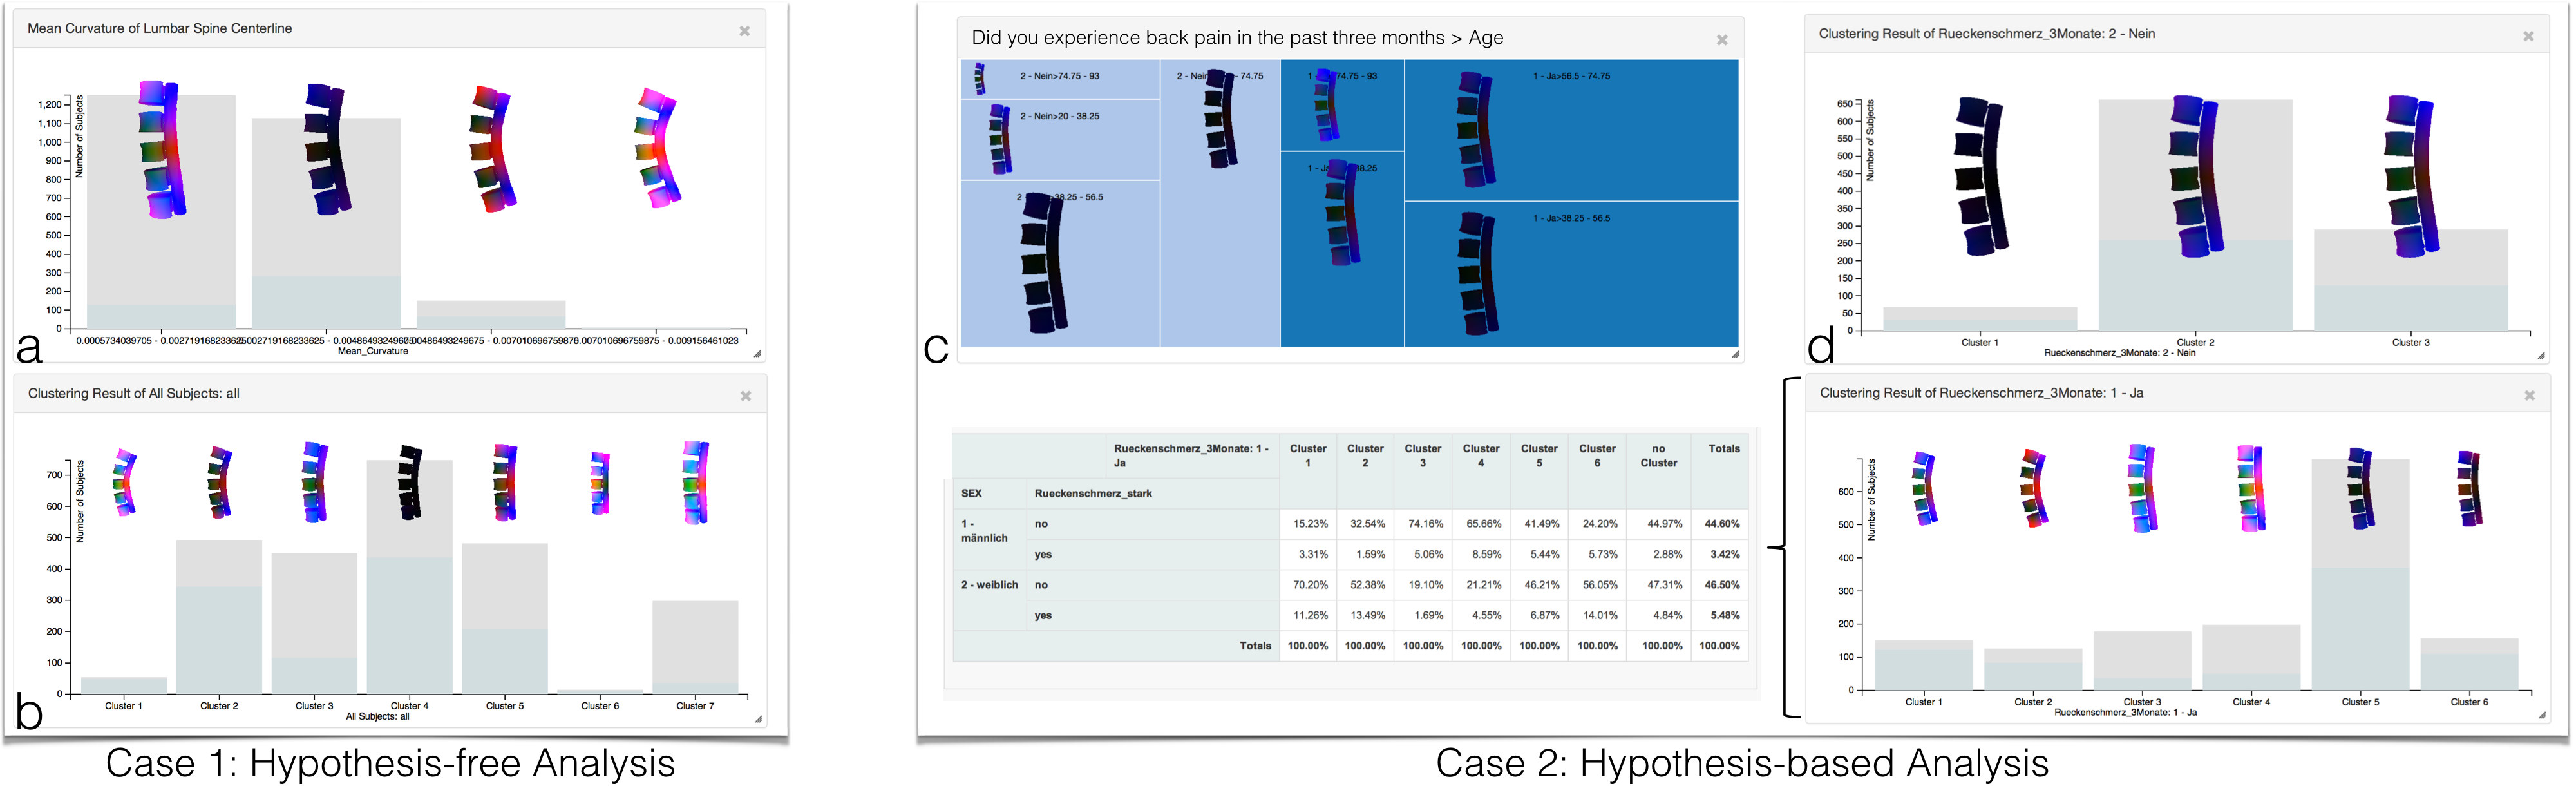 Mean Curvature of Lumbar Spine Centerline
Number of Subjects
1,200
1,100
1,000
900
800
700
600
500
400
300
200
100
0
Mean_Curvature
a
Clustering Result of All Subjects: all
Number of Subjects
700
600
500
400
300
200
100
0
Cluster 1 Cluster 2 Cluster 3 Cluster 4 Cluster 5 Cluster 6 Cluster 7
All Subjects: all
b
Case 1: Hypothesis-free Analysis
Did you experience back pain in the past three months > Age
2 - Nein>74.75 - 93
2 - Nein>20 - 38.25
38.25 - 56.5
74.75
74.75 - 93
38.25
1 - Ja>56.5 - 74.75
1 - Ja>38.25 - 56.5
c
Clustering Result of Rueckenschmerz_3Monate: 2 - Nein
Number of Subjects
650
600
550
500
450
400
350
300
250
200
150
100
50
0
Cluster 1 Cluster 2 Cluster 3
Rueckenschmerz_3Monate: 2 - Nein
d
Rueckenschmerz_3Monate: 1 - Ja Cluster 1 Cluster 2 Cluster 3 Cluster 4 Cluster 5 Cluster 6 no Cluster Totals
SEX Rueckenschmerz_stark
1 - männlich no 15.23% 32.54% 74.16% 65.66% 41.49% 24.20% 44.97% 44.60%
yes 3.31% 1.59% 5.06% 8.59% 5.44% 5.73% 2.88% 3.42%
2 - weiblich no 70.20% 52.38% 19.10% 21.21% 46.21% 56.05% 47.31% 46.50%
yes 11.26% 13.49% 1.69% 4.55% 6.87% 14.01% 4.84% 5.48%
Totals 100.00% 100.00% 100.00% 100.00% 100.00% 100.00% 100.00% 100.00%
Clustering Result of Rueckenschmerz_3Monate: 1 - Ja
Number of Subjects
600
500
400
300
200
100
0
Cluster 1 Cluster 2 Cluster 3 Cluster 4 Cluster 5 Cluster 6
Rueckenschmerz_3Monate: 1 - Ja
Case 2: Hypothesis-based Analysis